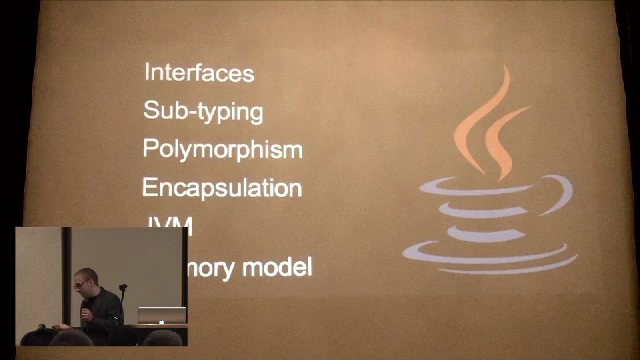 Interfaces
Sub-typing
Polymorphism
Encapsulation
JVM
model